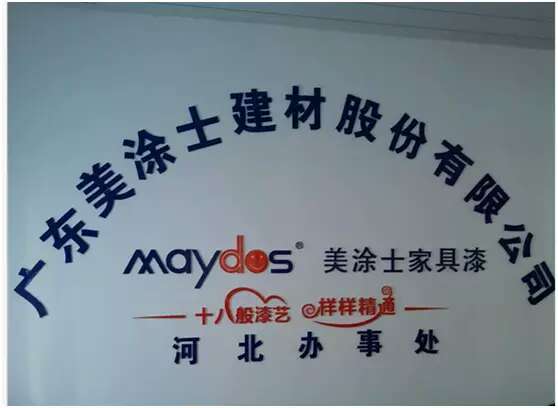 广东美涂士建材股份有限公司
maydos® 美涂士家具漆
十八般漆艺 样样精通
河北办事处